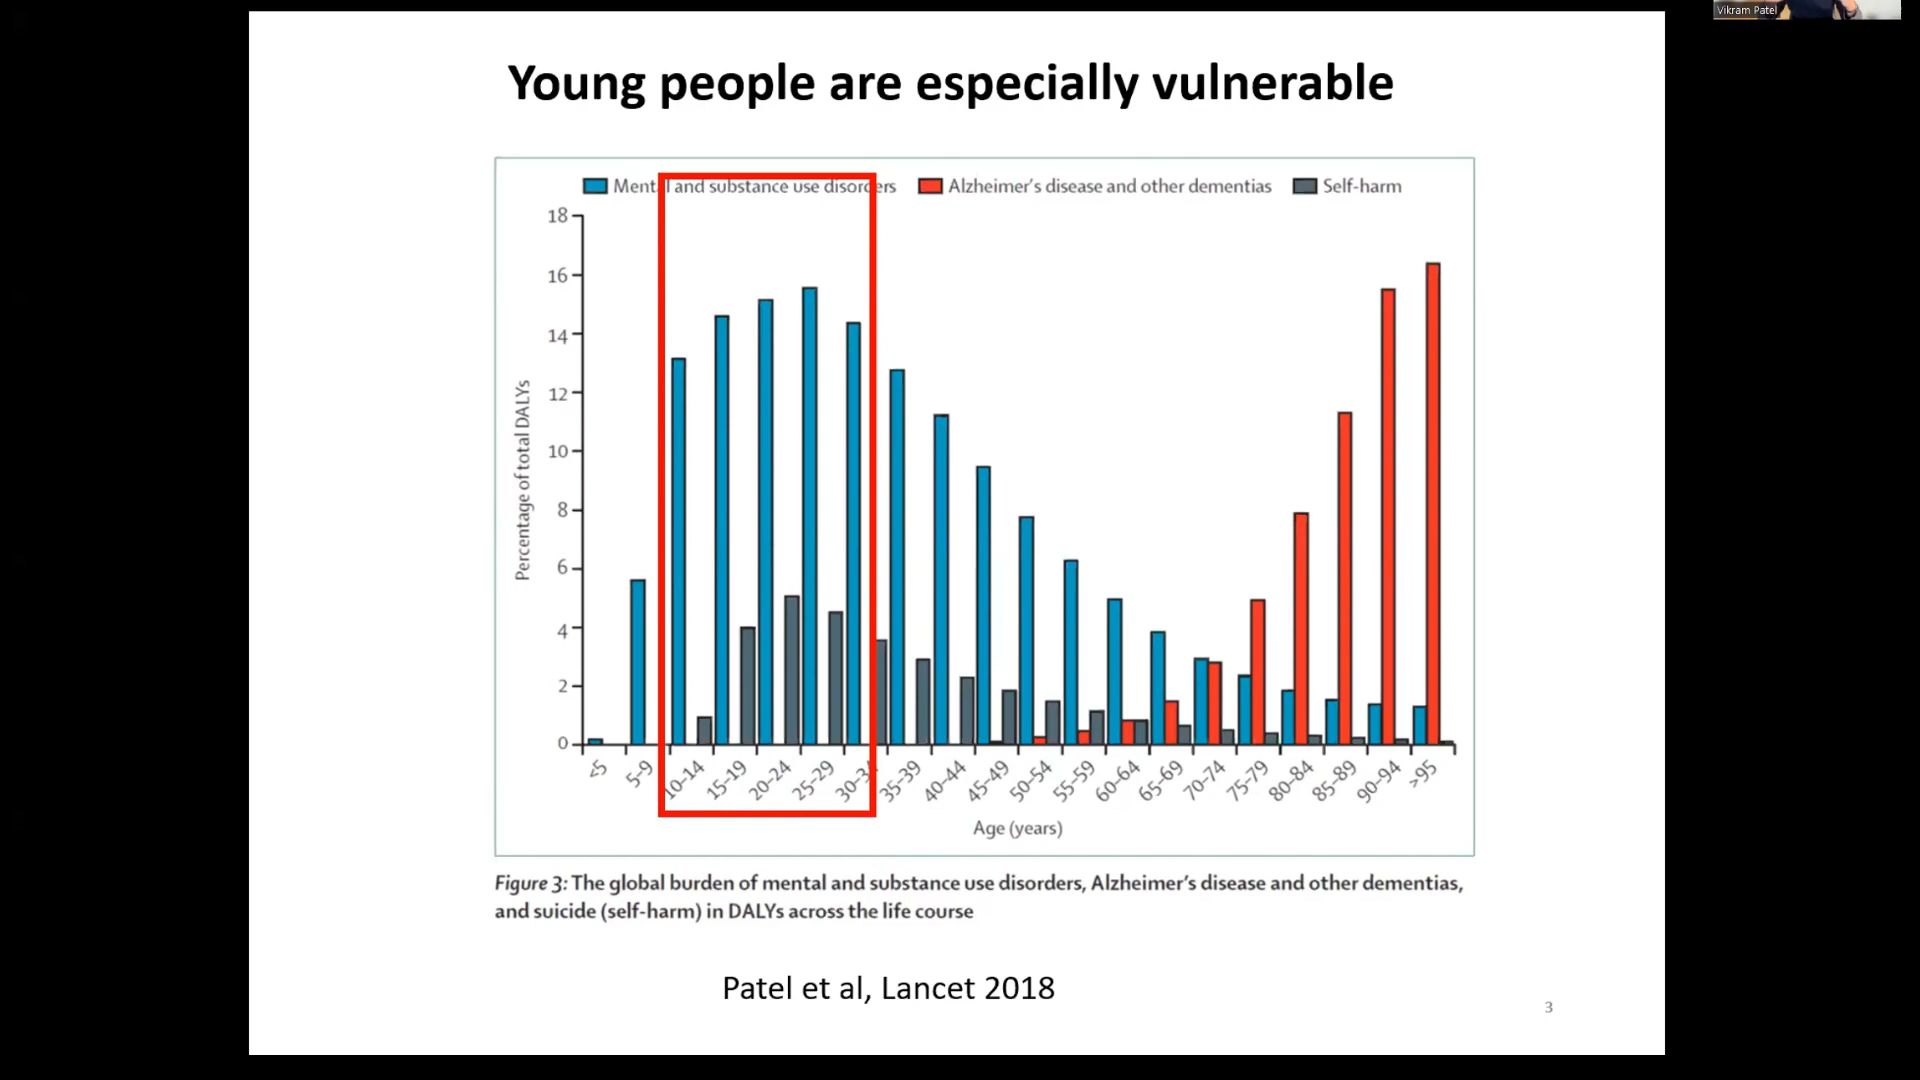 Vikram Patel
Young people are especially vulnerable
Mental and substance use disorders Alzheimer's disease and other dementias Self-harm
18
16
14
12
10
8
6
4
2
0
Percentage of total DALYs
<5 5–9 10–14 15–19 20–24 25–29 30–34 35–39 40–44 45–49 50–54 55–59 60–64 65–69 70–74 75–79 80–84 85–89 90–94 >95
Age (years)
Figure 3: The global burden of mental and substance use disorders, Alzheimer's disease and other dementias,
and suicide (self-harm) in DALYs across the life course
Patel et al, Lancet 2018
3